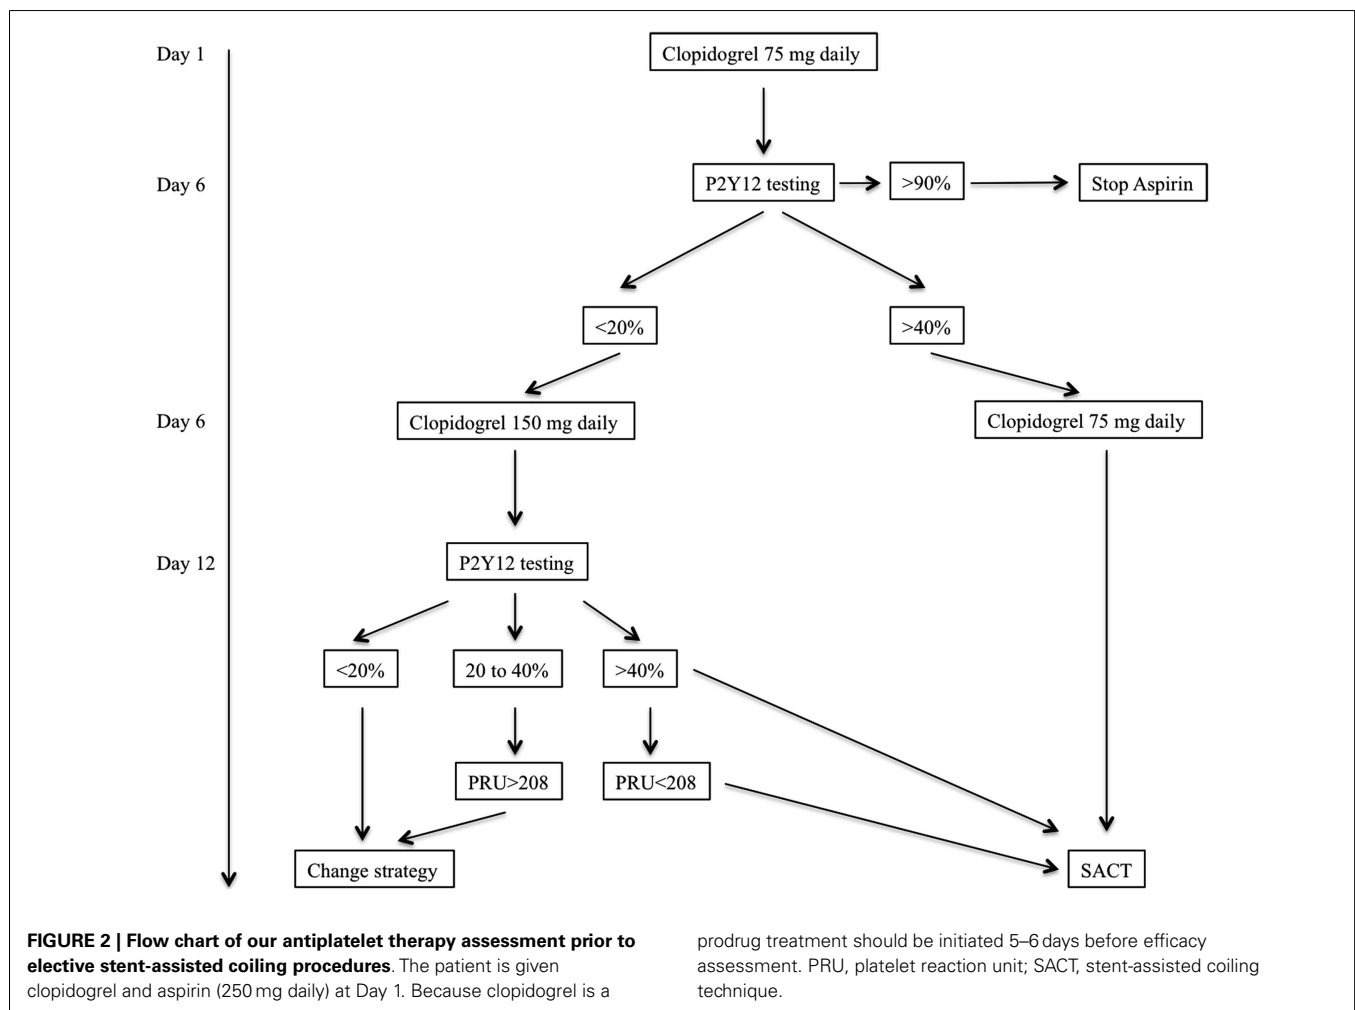 Day 1
Clopidogrel 75 mg daily
Day 6
P2Y12 testing
>90%
Stop Aspirin
<20%
>40%
Day 6
Clopidogrel 150 mg daily
Clopidogrel 75 mg daily
Day 12
P2Y12 testing
<20%
20 to 40%
>40%
PRU>208
PRU<208
Change strategy
SACT
FIGURE 2 | Flow chart of our antiplatelet therapy assessment prior to
elective stent-assisted coiling procedures. The patient is given
clopidogrel and aspirin (250 mg daily) at Day 1. Because clopidogrel is a
prodrug treatment should be initiated 5–6 days before efficacy
assessment. PRU, platelet reaction unit; SACT, stent-assisted coiling
technique.